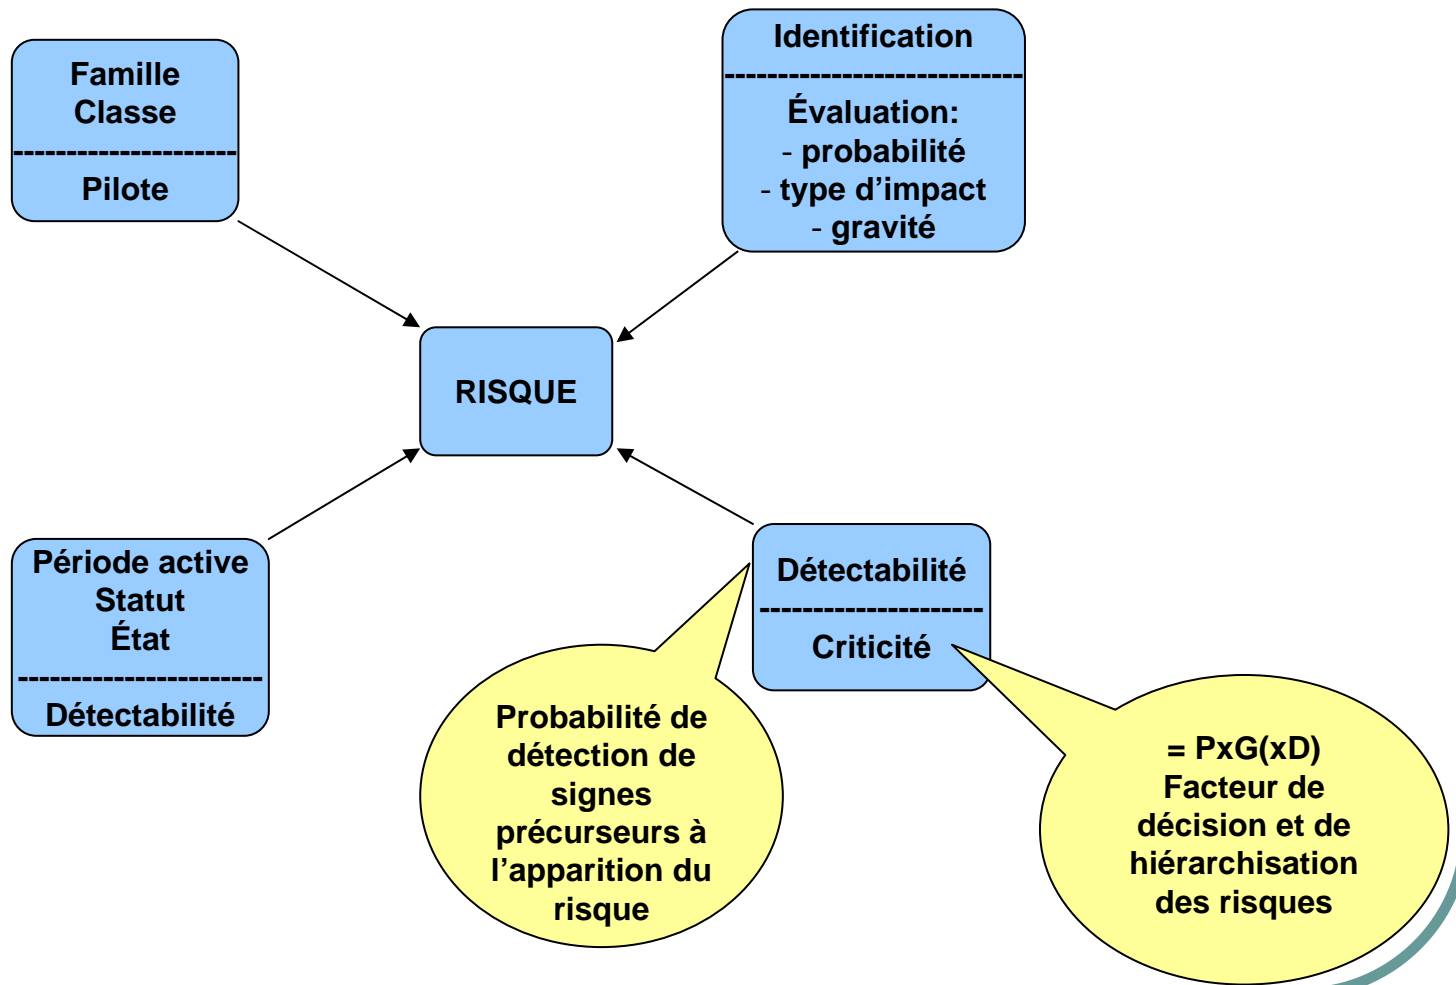 Famille
Classe
----------------------
Pilote
Identification
----------------------------
Évaluation:
- probabilité
- type d’impact
- gravité
RISQUE
Période active
Statut
État
-----------------------
Détectabilité
Détectabilité
---------------------
Criticité
Probabilité de
détection de
signes
précurseurs à
l’apparition du
risque
= PxG(xD)
Facteur de
décision et de
hiérarchisation
des risques